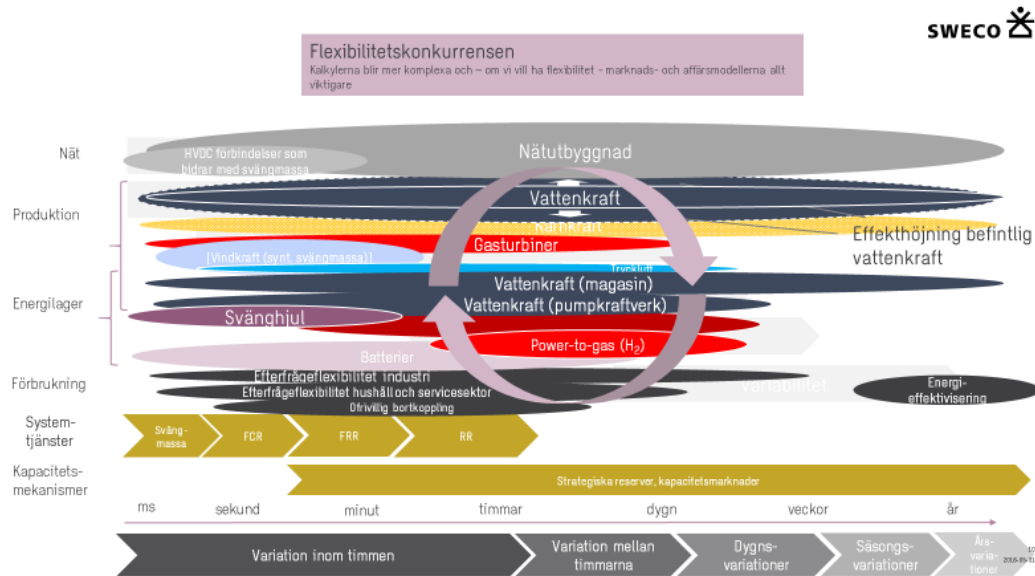 SWECO
Flexibilitetskonkurrensen
Kalkylerna blir mer komplexa och – om vi vill ha flexibilitet - marknads- och affärsmodellerna allt
viktigare
Nät
HVDC förbindelser som
bidrar med svängmassa
Nätutbyggnad
Produktion
Vattenkraft
Kärnkraft
Gasturbiner
Effekthöjning befintlig
vattenkraft
[Vindkraft (synt. svängmassa)]
Tryckluft
Energilager
Vattenkraft (magasin)
Vattenkraft (pumpkraftverk)
Svänghjul
Power-to-gas (H₂)
Batterier
Förbrukning
Efterfrågeflexibilitet industri
Variabilitet
Efterfrågeflexibilitet hushåll och servicesektor
Ofrivillig bortkoppling
Energi-
effektivisering
System-
tjänster
Sväng-
massa
FCR
FRR
RR
Kapacitets-
mekanismer
Strategiska reserver, kapacitetsmarknader
ms
sekund
minut
timmar
dygn
veckor
år
Variation inom timmen
Variation mellan
timmarna
Dygns-
variationer
Säsongs-
variationer
Års-
varia-
tioner